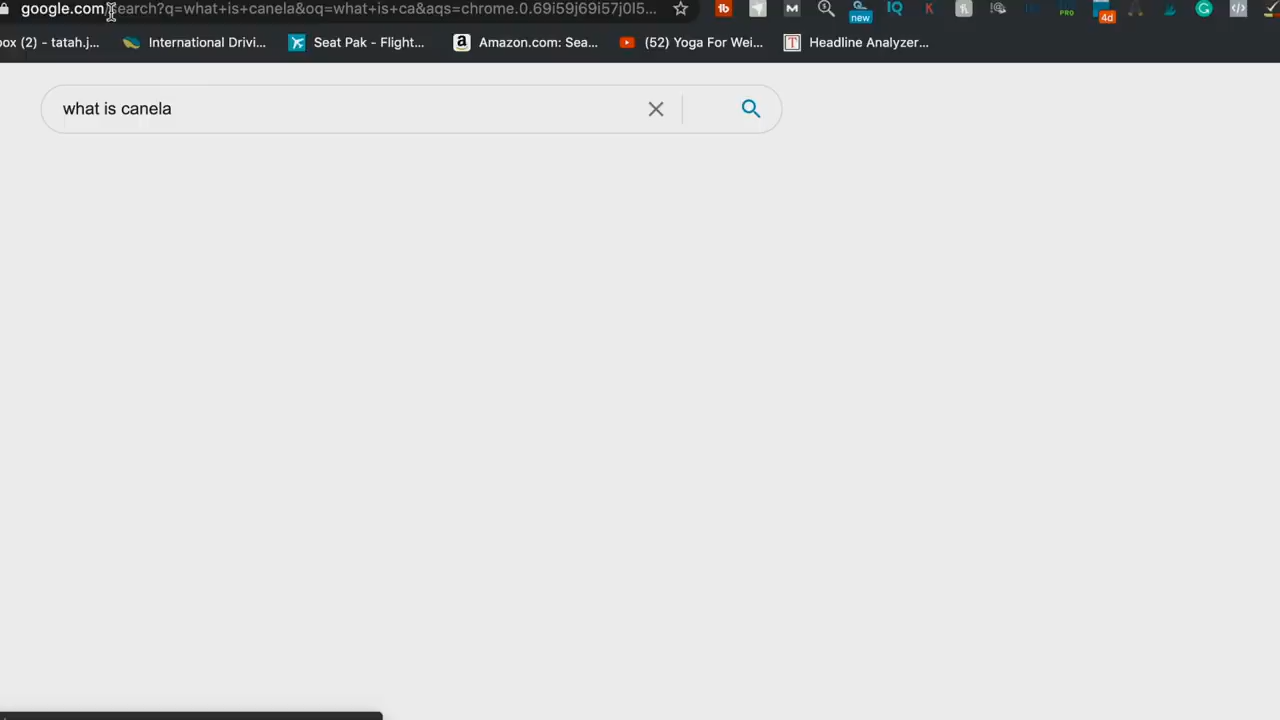 google.com/search?q=what+is+canela&oq=what+is+ca&aqs=chrome.0.69i59j69i57j0l5...
new
IQ
K
PRO
4d
box (2) - tatah.j...
International Drivi...
Seat Pak - Flight...
Amazon.com: Sea...
(52) Yoga For Wei...
Headline Analyzer...
what is canela